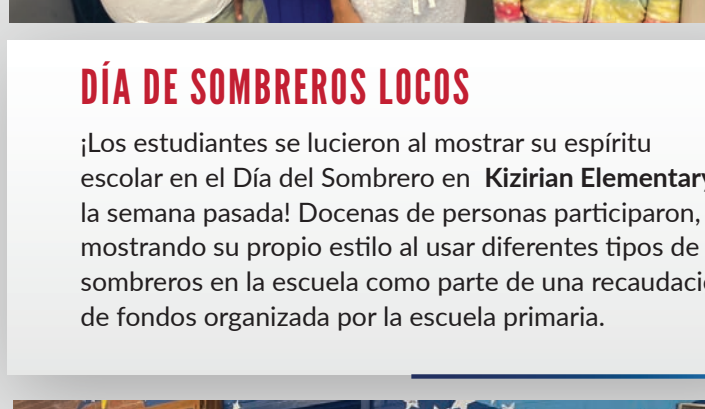 DÍA DE SOMBREROS LOCOS
¡Los estudiantes se lucieron al mostrar su espíritu
escolar en el Día del Sombrero en Kizirian Elementary
la semana pasada! Docenas de personas participaron,
mostrando su propio estilo al usar diferentes tipos de
sombreros en la escuela como parte de una
de fondos organizada por la escuela primaria.